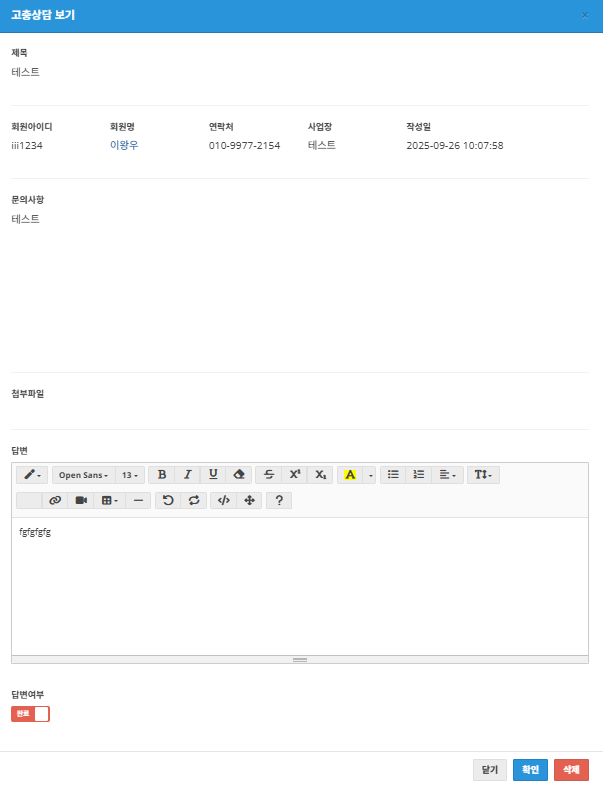 고충상담 보기 ×
제목
테스트
회원아이디 회원명 연락처 사업장 작성일
iii1234 이왕우 010-9977-2154 테스트 2025-09-26 10:07:58
문의사항
테스트
첨부파일
답변
Open Sans 13 B I U S X² X₂ A T
?
fgfgfgfg
답변여부
완료
닫기 확인 삭제